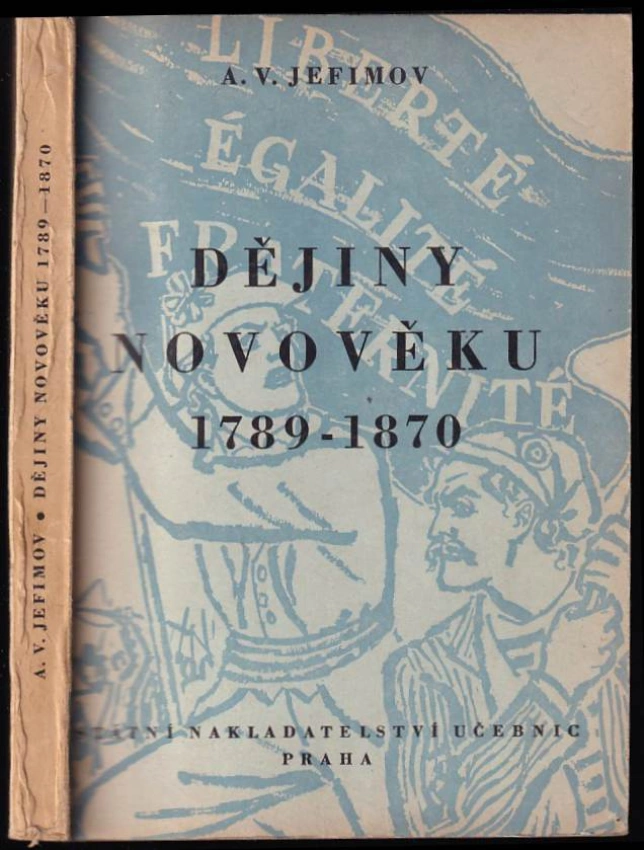 A. V. JEFIMOV
LIBERTÉ
ÉGALITÉ
FRATERNITÉ
DĚJINY
NOVOVĚKU
1789-1870
STÁTNÍ NAKLADATELSTVÍ UČEBNIC
PRAHA
A. V. JEFIMOV • DĚJINY NOVOVĚKU 1789—1870